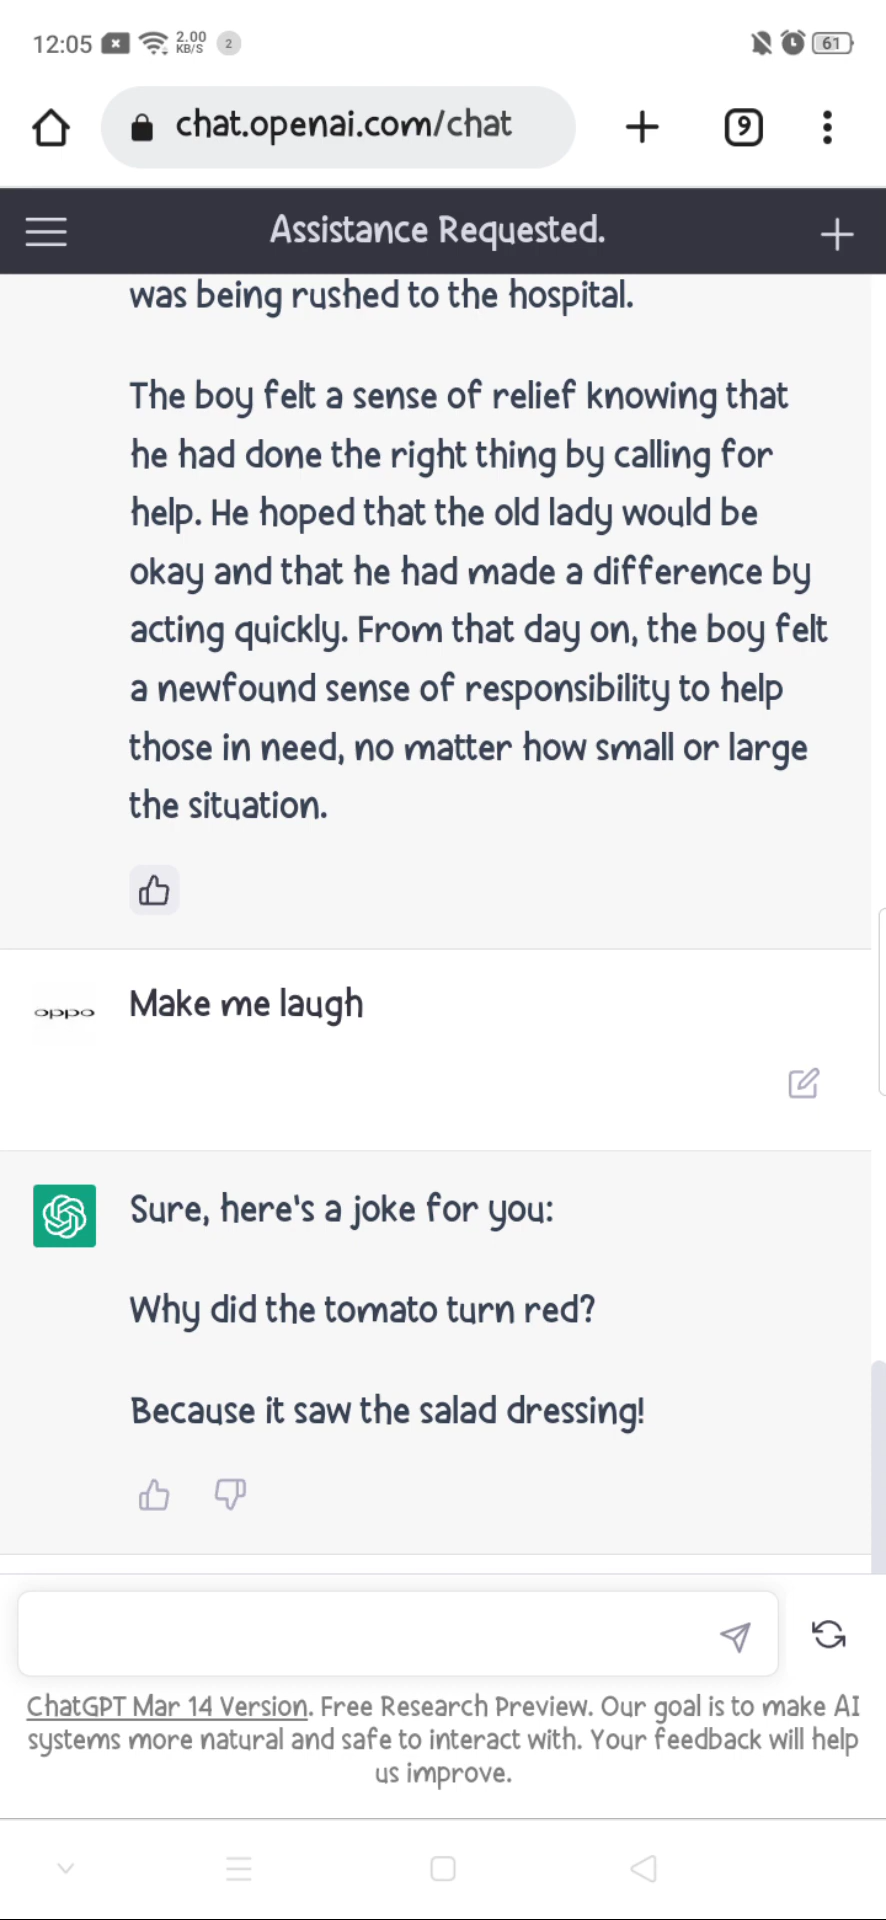 12:05 2.00 KB/S 2 61
chat.openai.com/chat 9
Assistance Requested.
was being rushed to the hospital.
The boy felt a sense of relief knowing that
he had done the right thing by calling for
help. He hoped that the old lady would be
okay and that he had made a difference by
acting quickly. From that day on, the boy felt
a newfound sense of responsibility to help
those in need, no matter how small or large
the situation.
oppo Make me laugh
Sure, here's a joke for you:
Why did the tomato turn red?
Because it saw the salad dressing!
ChatGPT Mar 14 Version. Free Research Preview. Our goal is to make AI
systems more natural and safe to interact with. Your feedback will help
us improve.